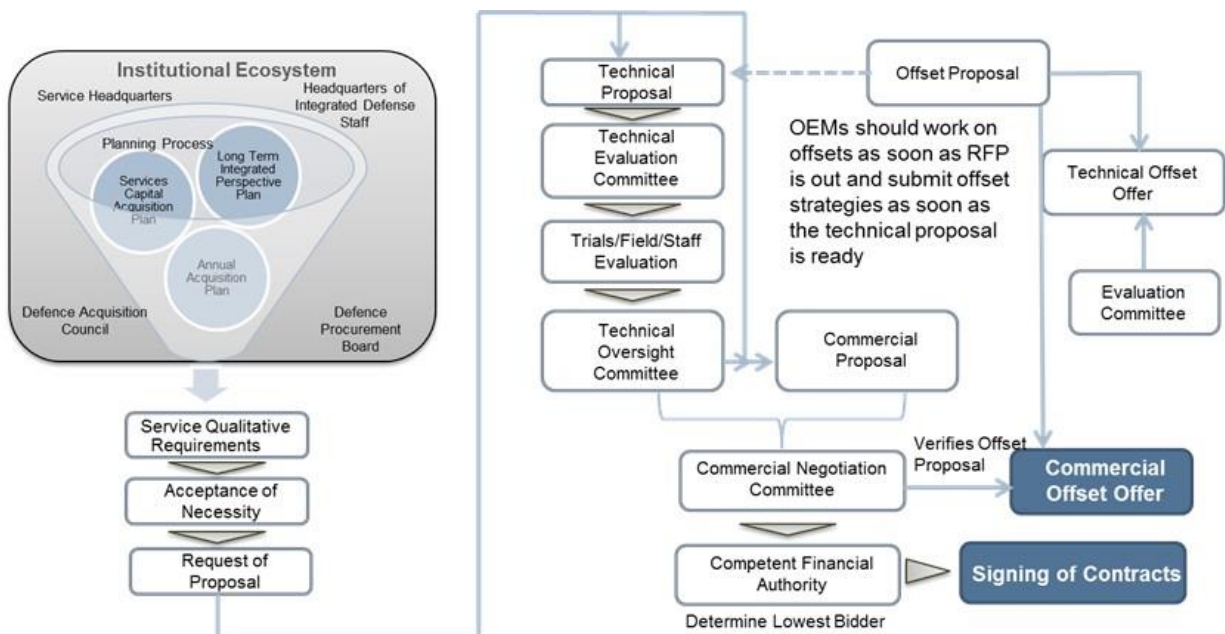 Institutional Ecosystem
Service Headquarters
Headquarters
of Integrated Defense
Staff
Planning Process
Services
Capital
Acquisition
Plan
Long Term
Integrated
Perspective
Plan
Annual
Acquisition
Plan
Defence Acquisition
Council
Defence
Procurement
Board
Service Qualitative
Requirements
Acceptance of
Necessity
Request of
Proposal
Technical
Proposal
Technical
Evaluation
Committee
Trials/Field/Staff
Evaluation
Technical
Oversight
Committee
Commercial
Proposal
Offset Proposal
OEMs should work on
offsets as soon as RFP
is out and submit offset
strategies as soon as
the technical proposal
is ready
Technical Offset
Offer
Evaluation
Committee
Commercial Negotiation
Committee
Verifies Offset
Proposal
Commercial
Offset Offer
Competent Financial
Authority
Signing of Contracts
Determine Lowest Bidder